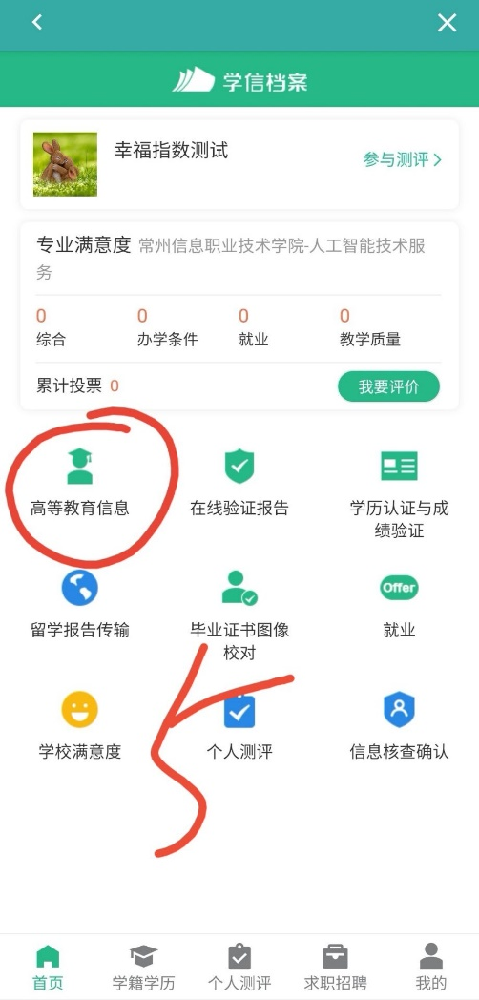 学信档案
幸福指数测试
参与测评
专业满意度 常州信息职业技术学院-人工智能技术服
务
0 0 0 0
综合 办学条件 就业 教学质量
累计投票 0 我要评价
高等教育信息 在线验证报告 学历认证与成
绩验证
Offer
留学报告传输 毕业证书图像 就业
校对
学校满意度 个人测评 信息核查确认
5
首页 学籍学历 个人测评 求职招聘 我的